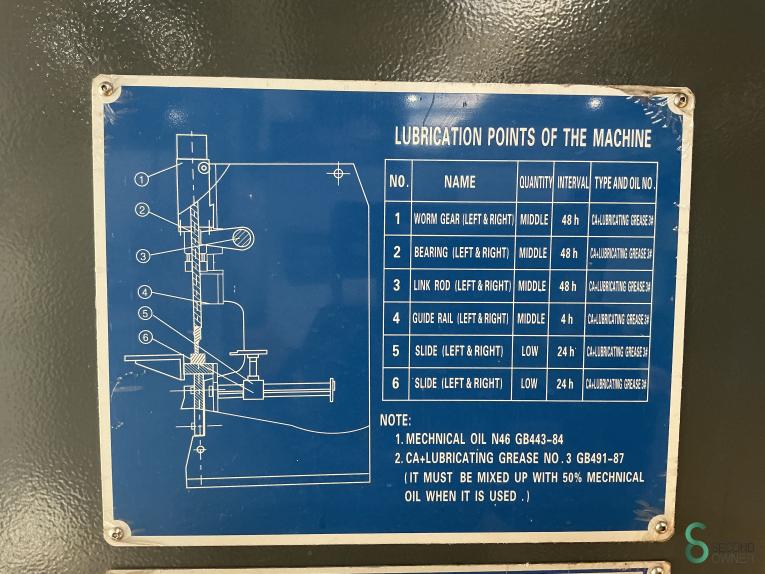 LUBRICATION POINTS OF THE MACHINE
NO. NAME QUANTITY INTERVAL TYPE AND OIL NO.
1 WORM GEAR (LEFT & RIGHT) MIDDLE 48 h CA+LUBRICATING GREASE 3#
2 BEARING (LEFT & RIGHT) MIDDLE 48 h CA+LUBRICATING GREASE 3#
3 LINK ROD (LEFT & RIGHT) MIDDLE 48 h CA+LUBRICATING GREASE 3#
4 GUIDE RAIL (LEFT & RIGHT) MIDDLE 4 h CA+LUBRICATING GREASE 3#
5 SLIDE (LEFT & RIGHT) LOW 24 h CA+LUBRICATING GREASE 3#
6 SLIDE (LEFT & RIGHT) LOW 24 h CA+LUBRICATING GREASE 3#
NOTE:
1. MECHNICAL OIL N46 GB443-84
2. CA+LUBRICATING GREASE NO. 3 GB491-87
(IT MUST BE MIXED UP WITH 50% MECHNICAL
OIL WHEN IT IS USED .)
1
2
3
4
5
6
SECOND
OWNER